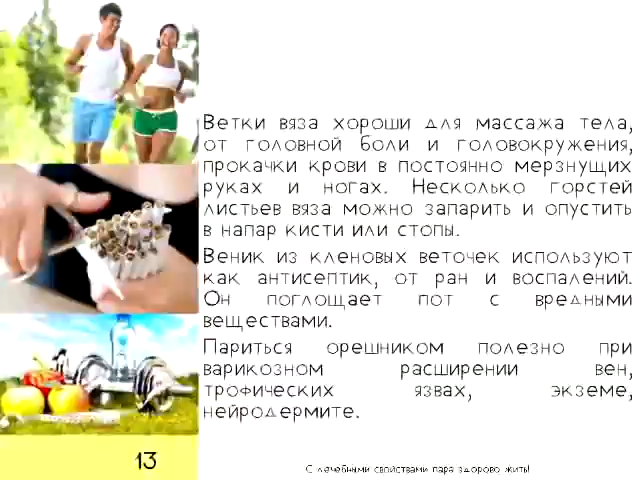 Ветки вяза хороши для массажа тела,
от головной боли и головокружения,
прокачки крови в постоянно мерзнущих
руках и ногах. Несколько горстей
листьев вяза можно запарить и опустить
в напар кисти или стопы.
Веник из кленовых веточек используют
как антисептик, от ран и воспалений.
Он поглощает пот с вредными
веществами.
Париться орешником полезно при
варикозном расширении вен,
трофических язвах, экземе,
нейродермите.
13
С лечебными свойствами пара здорово жить!